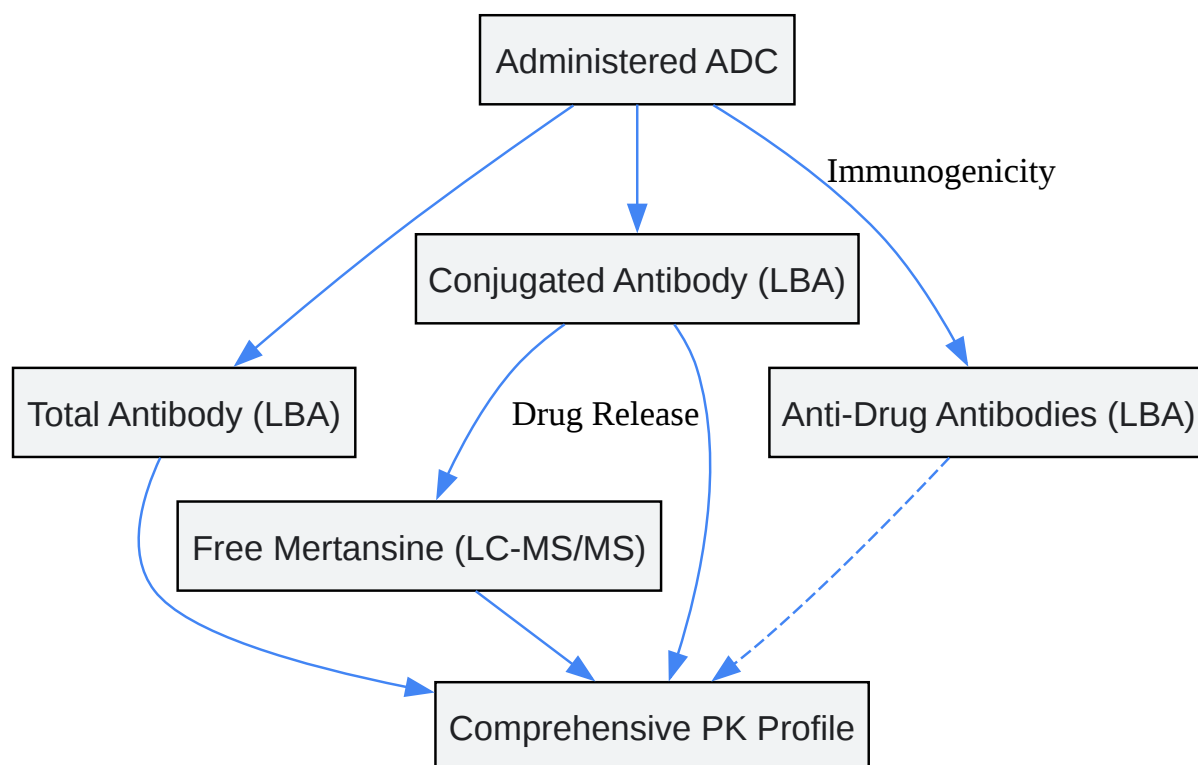 Administered ADC
Immunogenicity
Conjugated Antibody (LBA)
Total Antibody (LBA)
Drug Release
Anti-Drug Antibodies (LBA)
Free Mertansine (LC-MS/MS)
Comprehensive PK Profile